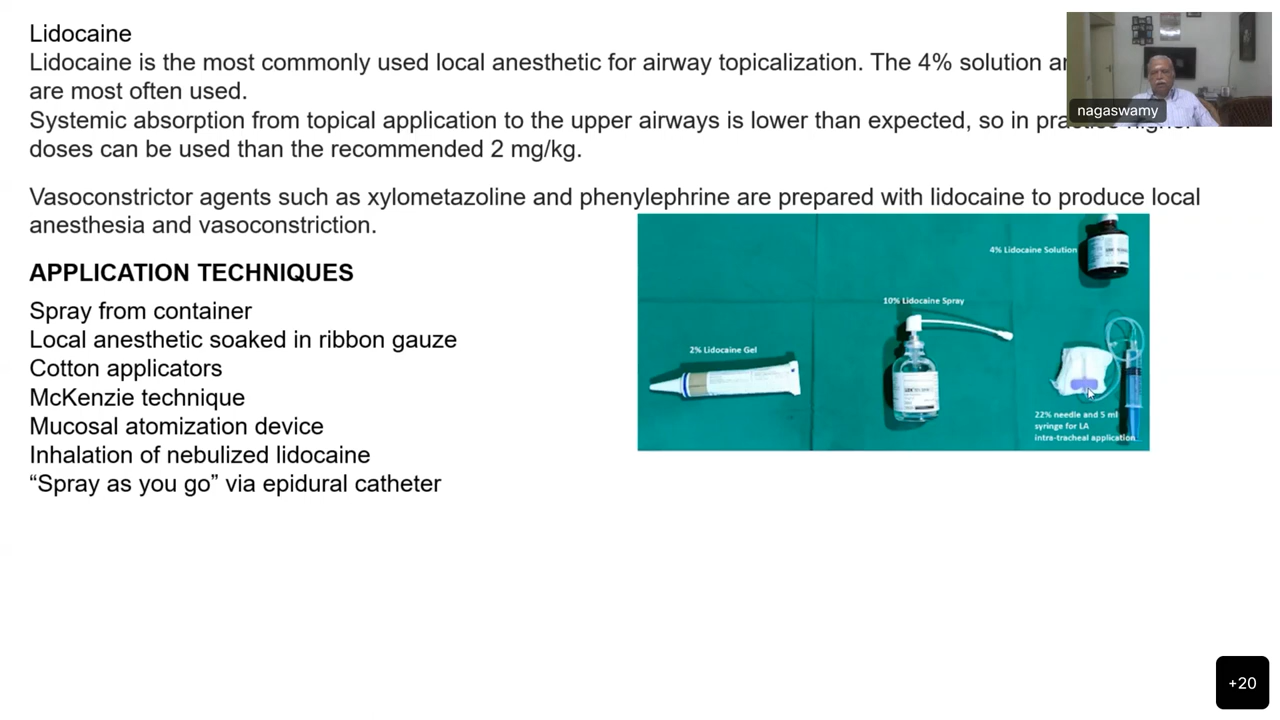 Lidocaine
Lidocaine is the most commonly used local anesthetic for airway topicalization. The 4% solution
are most often used.
Systemic absorption from topical application to the upper airways is lower than expected, so in practice higher
doses can be used than the recommended 2 mg/kg.
Vasoconstrictor agents such as xylometazoline and phenylephrine are prepared with lidocaine to produce local
anesthesia and vasoconstriction.
APPLICATION TECHNIQUES
Spray from container
Local anesthetic soaked in ribbon gauze
Cotton applicators
McKenzie technique
Mucosal atomization device
Inhalation of nebulized lidocaine
“Spray as you go” via epidural catheter
4% Lidocaine Solution
10% Lidocaine Spray
2% Lidocaine Gel
22% needle and 5 ml
syringe for LA
intra-tracheal application
nagaswamy
+20